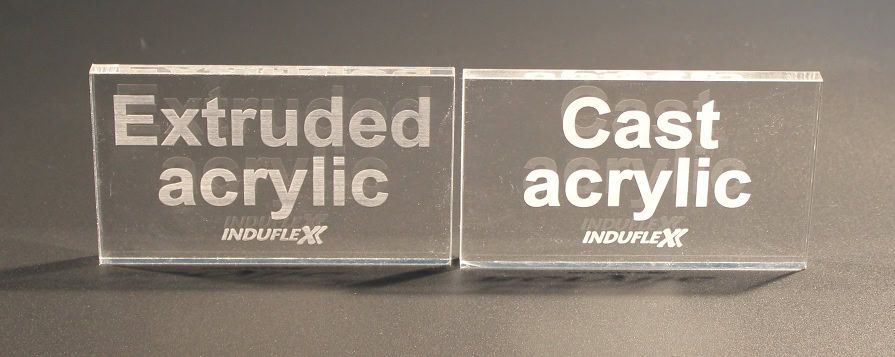 Extruded
acrylic
INDUFLEX
Cast
acrylic
INDUFLEX